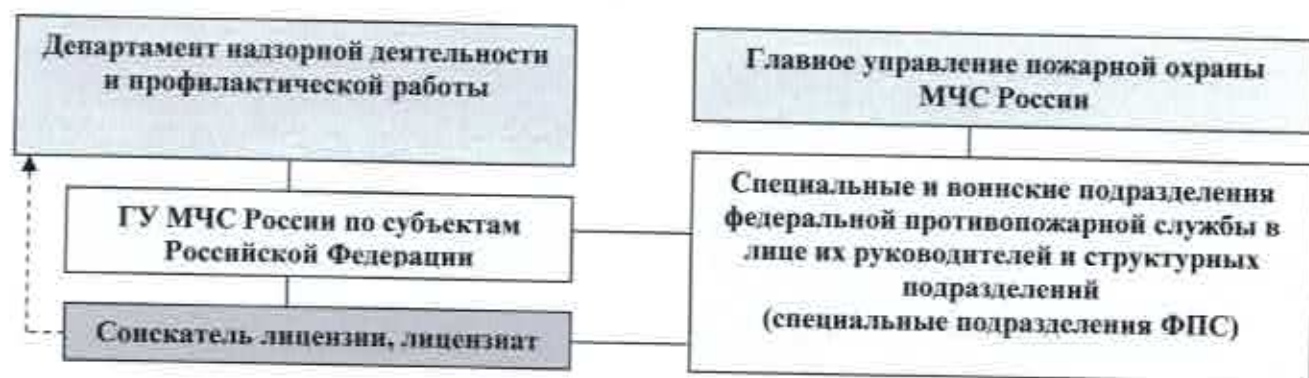 Департамент надзорной деятельности
и профилактической работы
Главное управление пожарной охраны
МЧС России
ГУ МЧС России по субъектам
Российской Федерации
Специальные и воинские подразделения
федеральной противопожарной службы в
лице их руководителей и структурных
подразделений
(специальные подразделения ФПС)
Соискатель лицензии, лицензиат